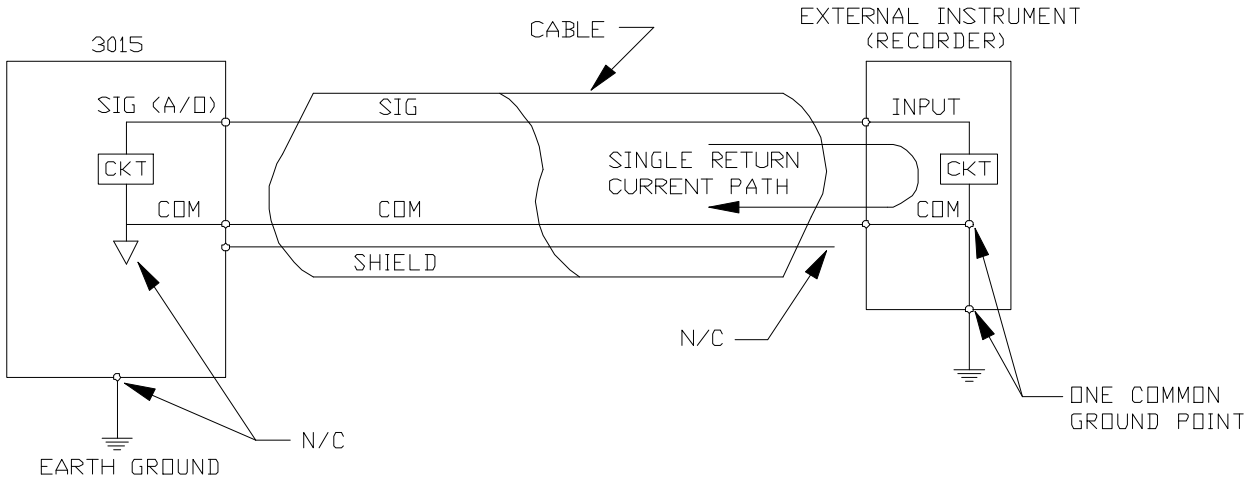 EXTERNAL INSTRUMENT
(RECORDER)
CABLE
3015
SIG (A/D)
SIG
INPUT
CKT
SINGLE RETURN
CURRENT PATH
CKT
COM
COM
COM
SHIELD
N/C
ONE COMMON
GROUND POINT
N/C
EARTH GROUND